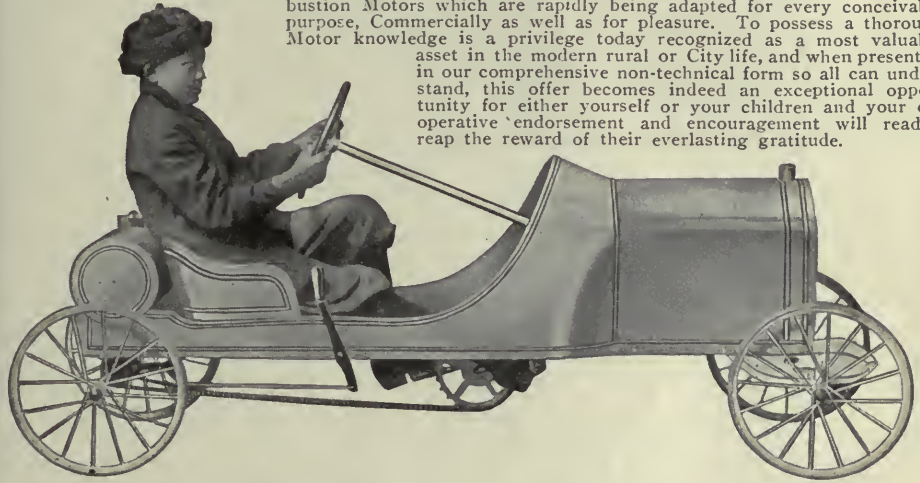 bustion Motors which are rapidly being adapted for every conceival
purpose, Commercially as well as for pleasure. To possess a thorou
Motor knowledge is a privilege today recognized as a most valual
asset in the modern rural or City life, and when present
in our comprehensive non-technical form so all can und
stand, this offer becomes indeed an exceptional oppo
tunity for either yourself or your children and your c
operative 'endorsement and encouragement will read
reap the reward of their everlasting gratitude.